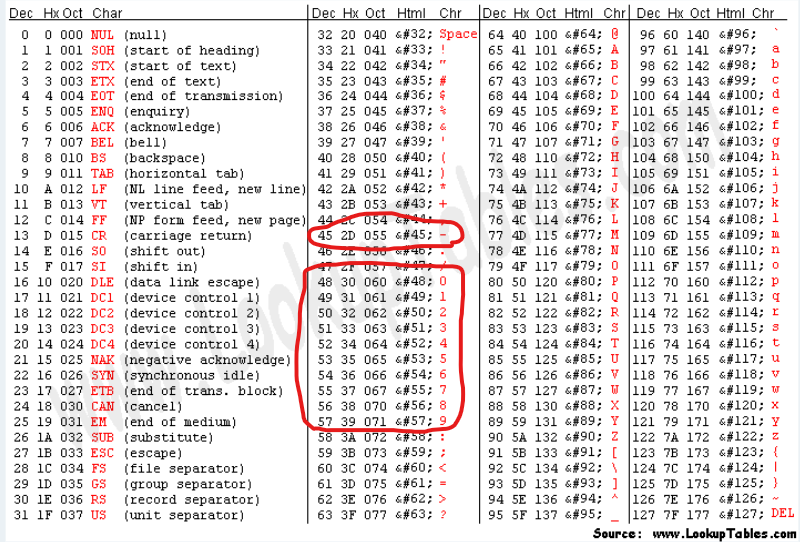 Dec Hx Oct Char Dec Hx Oct Html Chr Dec Hx Oct Html Chr Dec Hx Oct Html Chr
0 0 000 NUL (null) 32 20 040 &#32; Space 64 40 100 &#64; @ 96 60 140 &#96; `
1 1 001 SOH (start of heading) 33 21 041 &#33; ! 65 41 101 &#65; A 97 61 141 &#97; a
2 2 002 STX (start of text) 34 22 042 &#34; " 66 42 102 &#66; B 98 62 142 &#98; b
3 3 003 ETX (end of text) 35 23 043 &#35; # 67 43 103 &#67; C 99 63 143 &#99; c
4 4 004 EOT (end of transmission) 36 24 044 &#36; $ 68 44 104 &#68; D 100 64 144 &#100; d
5 5 005 ENQ (enquiry) 37 25 045 &#37; % 69 45 105 &#69; E 101 65 145 &#101; e
6 6 006 ACK (acknowledge) 38 26 046 &#38; & 70 46 106 &#70; F 102 66 146 &#102; f
7 7 007 BEL (bell) 39 27 047 &#39; ' 71 47 107 &#71; G 103 67 147 &#103; g
8 8 010 BS (backspace) 40 28 050 &#40; ( 72 48 110 &#72; H 104 68 150 &#104; h
9 9 011 TAB (horizontal tab) 41 29 051 &#41; ) 73 49 111 &#73; I 105 69 151 &#105; i
10 A 012 LF (NL line feed, new line) 42 2A 052 &#42; * 74 4A 112 &#74; J 106 6A 152 &#106; j
11 B 013 VT (vertical tab) 43 2B 053 &#43; + 75 4B 113 &#75; K 107 6B 153 &#107; k
12 C 014 FF (NP form feed, new page) 44 2C 054 &#44; 76 4C 114 &#76; L 108 6C 154 &#108; l
13 D 015 CR (carriage return) 45 2D 055 &#45; - 77 4D 115 &#77; M 109 6D 155 &#109; m
14 E 016 SO (shift out) 46 2E 056 &#46; . 78 4E 116 &#78; N 110 6E 156 &#110; n
15 F 017 SI (shift in) 47 2F 057 &#47; / 79 4F 117 &#79; O 111 6F 157 &#111; o
16 10 020 DLE (data link escape) 48 30 060 &#48; 0 80 50 120 &#80; P 112 70 160 &#112; p
17 11 021 DC1 (device control 1) 49 31 061 &#49; 1 81 51 121 &#81; Q 113 71 161 &#113; q
18 12 022 DC2 (device control 2) 50 32 062 &#50; 2 82 52 122 &#82; R 114 72 162 &#114; r
19 13 023 DC3 (device control 3) 51 33 063 &#51; 3 83 53 123 &#83; S 115 73 163 &#115; s
20 14 024 DC4 (device control 4) 52 34 064 &#52; 4 84 54 124 &#84; T 116 74 164 &#116; t
21 15 025 NAK (negative acknowledge) 53 35 065 &#53; 5 85 55 125 &#85; U 117 75 165 &#117; u
22 16 026 SYN (synchronous idle) 54 36 066 &#54; 6 86 56 126 &#86; V 118 76 166 &#118; v
23 17 027 ETB (end of trans. block) 55 37 067 &#55; 7 87 57 127 &#87; W 119 77 167 &#119; w
24 18 030 CAN (cancel) 56 38 070 &#56; 8 88 58 130 &#88; X 120 78 170 &#120; x
25 19 031 EM (end of medium) 57 39 071 &#57; 9 89 59 131 &#89; Y 121 79 171 &#121; y
26 1A 032 SUB (substitute) 58 3A 072 &#58; : 90 5A 132 &#90; Z 122 7A 172 &#122; z
27 1B 033 ESC (escape) 59 3B 073 &#59; ; 91 5B 133 &#91; [ 123 7B 173 &#123; {
28 1C 034 FS (file separator) 60 3C 074 &#60; < 92 5C 134 &#92; \ 124 7C 174 &#124; |
29 1D 035 GS (group separator) 61 3D 075 &#61; = 93 5D 135 &#93; ] 125 7D 175 &#125; }
30 1E 036 RS (record separator) 62 3E 076 &#62; > 94 5E 136 &#94; ^ 126 7E 176 &#126; ~
31 1F 037 US (unit separator) 63 3F 077 &#63; ? 95 5F 137 &#95; _ 127 7F 177 &#127; DEL
Source: www.LookupTables.com
www.LookupTables.com